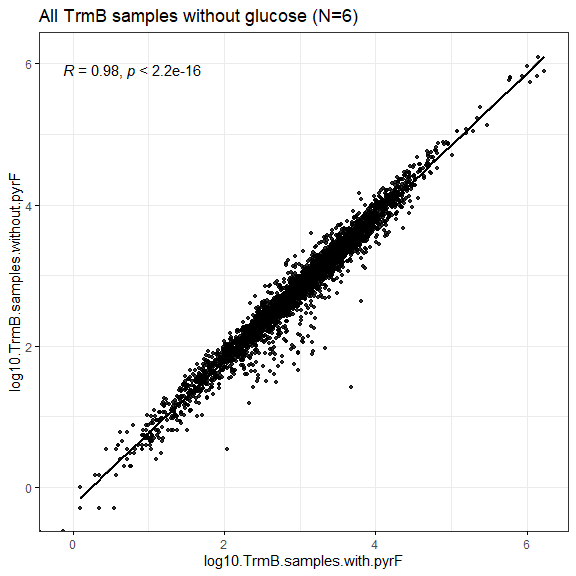 All TrmB samples without glucose (N=6)
R = 0.98, p < 2.2e-16
log10.TrmB.samples.without.pyrF
6
4
2
0
0 2 4 6
log10.TrmB.samples.with.pyrF